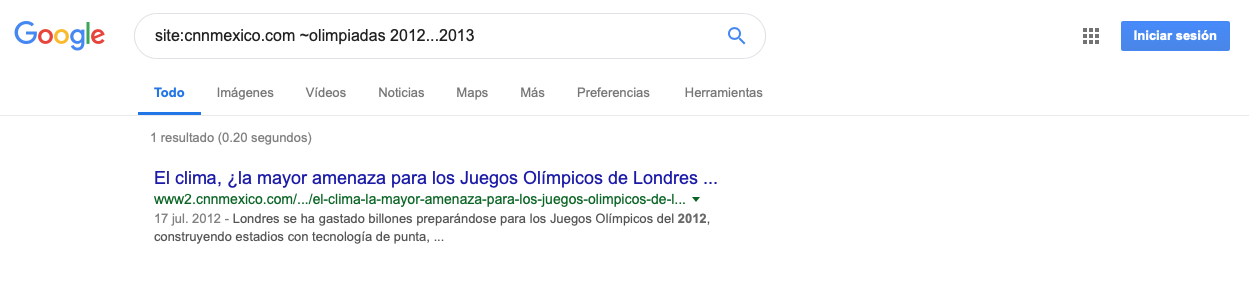 Google
site:cnnmexico.com ~olimpiadas 2012...2013
Iniciar sesión
Todo Imágenes Vídeos Noticias Maps Más Preferencias Herramientas
1 resultado (0.20 segundos)
El clima, ¿la mayor amenaza para los Juegos Olímpicos de Londres ...
www2.cnnmexico.com/.../el-clima-la-mayor-amenaza-para-los-juegos-olimpicos-de-l...
17 jul. 2012 - Londres se ha gastado billones preparándose para los Juegos Olímpicos del 2012,
construyendo estadios con tecnología de punta, ...